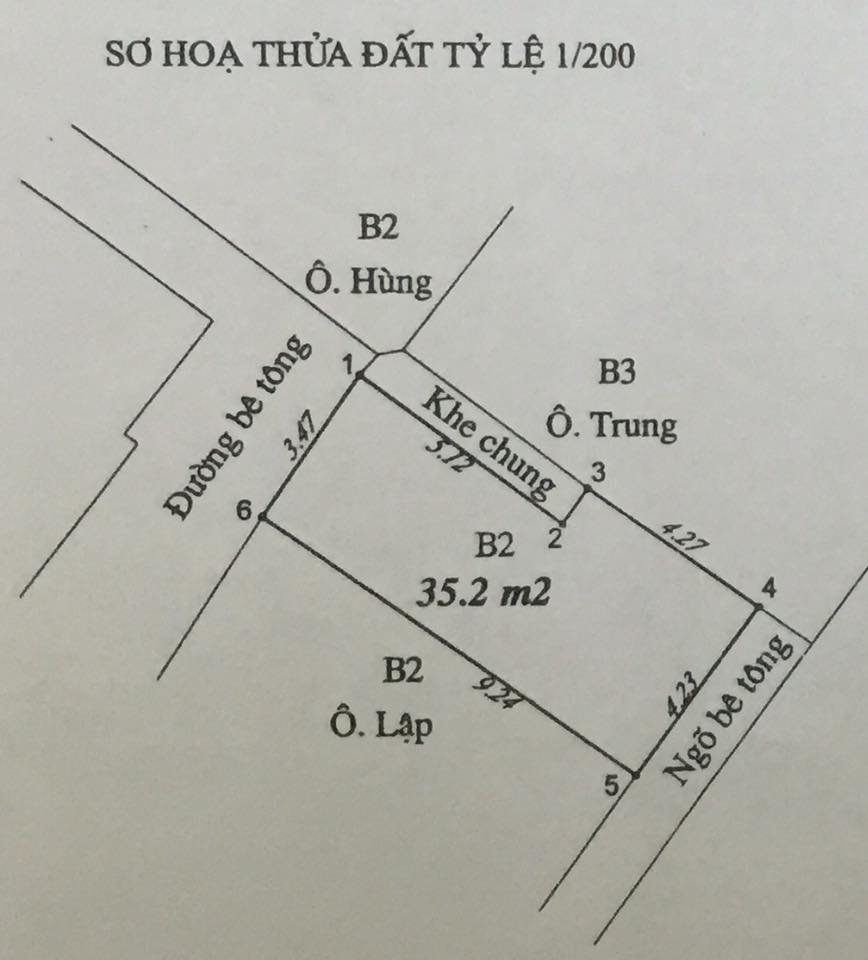 SƠ HOẠ THỬA ĐẤT TỶ LỆ 1/200
B2
Ô. Hùng
1
Đường bê tông
3.47
Khe chung
5.72
B3
Ô. Trung
3
2
4.27
6
B2
35.2 m2
4
B2
Ô. Lập
9.24
4.23
Ngõ bê tông
5